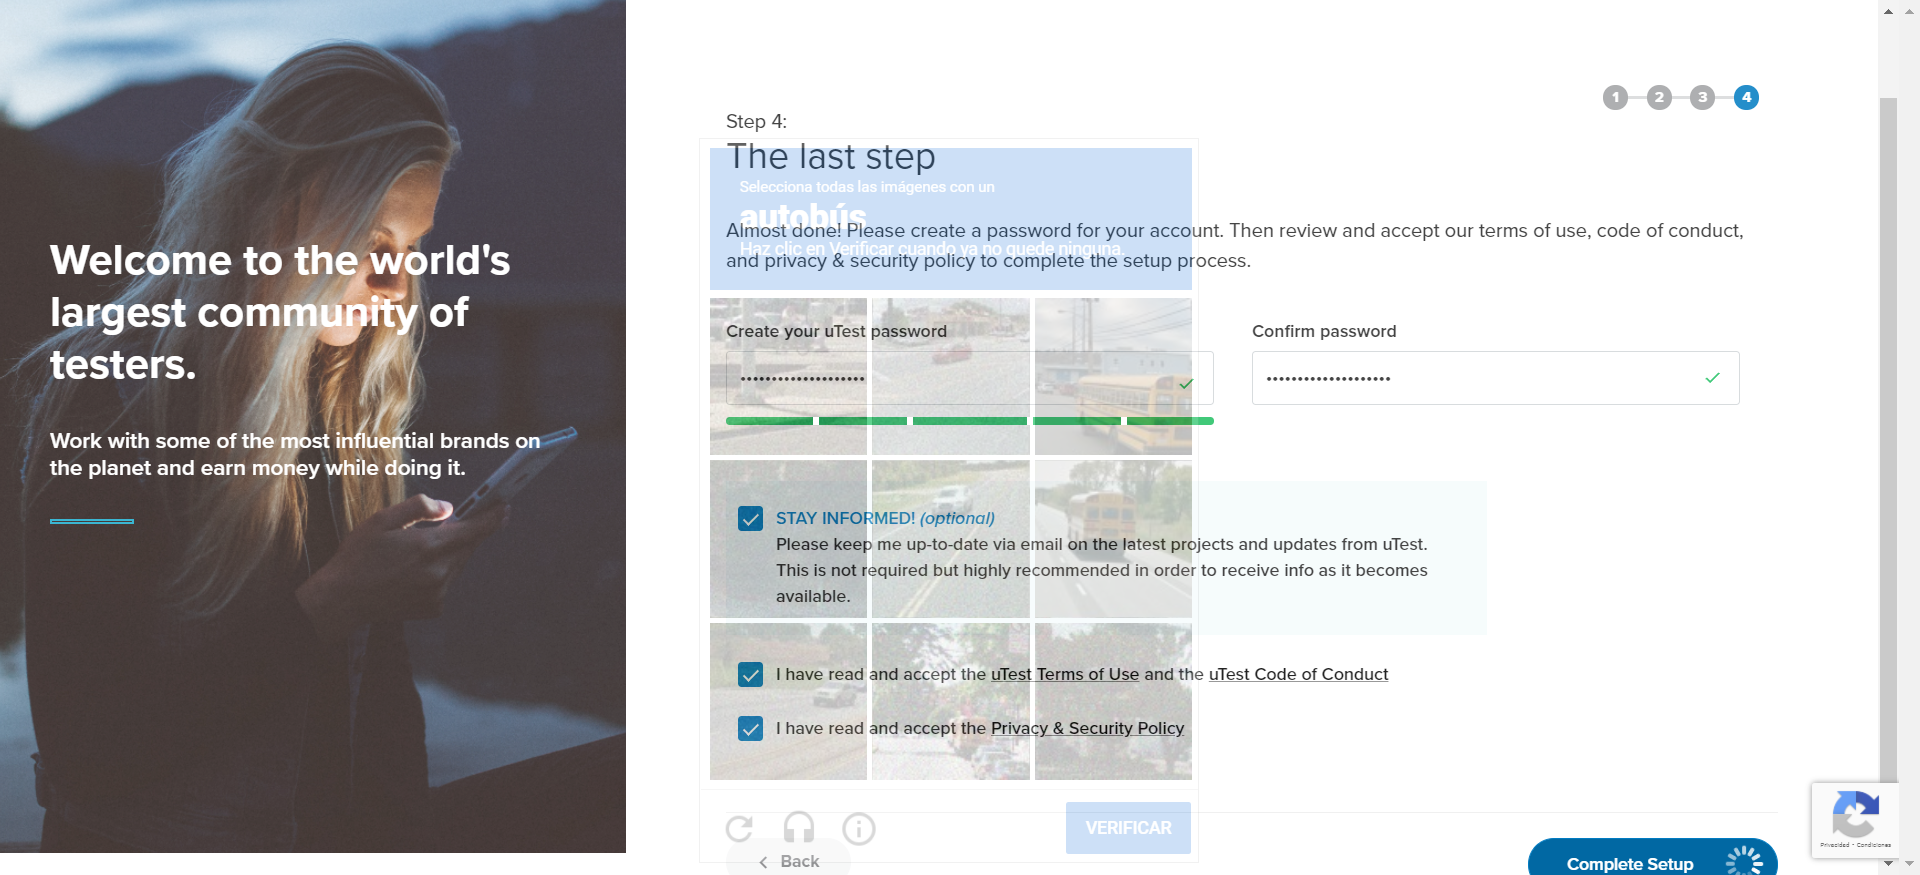 Welcome to the world's
largest community of
testers.
Work with some of the most influential brands on
the planet and earn money while doing it.
1 2 3 4
Step 4:
The last step
Selecciona todas las imágenes con un
autobús
Haz clic en Verificar cuando ya no quede ninguna.
Almost done! Please create a password for your account. Then review and accept our terms of use, code of conduct,
and privacy & security policy to complete the setup process.
Create your uTest password
Confirm password
••••••••••••••••••••
••••••••••••••••••••
STAY INFORMED! (optional)
Please keep me up-to-date via email on the latest projects and updates from uTest.
This is not required but highly recommended in order to receive info as it becomes
available.
I have read and accept the uTest Terms of Use and the uTest Code of Conduct
I have read and accept the Privacy & Security Policy
VERIFICAR
Back
Complete Setup
Privacidad - Condiciones